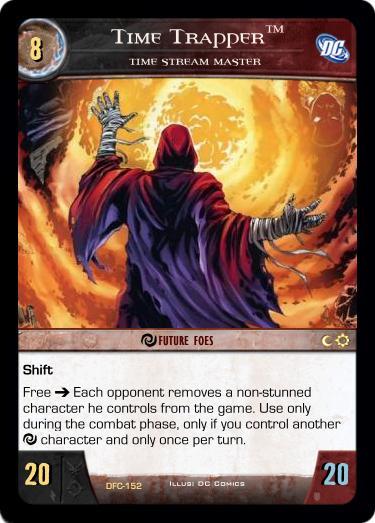 8
TIME TRAPPER™
DC
TIME STREAM MASTER
FUTURE FOES
Shift
Free ➔ Each opponent removes a non-stunned
character he controls from the game. Use only
during the combat phase, only if you control another
character and only once per turn.
20
DFC-152
ILLUS: DC COMICS
20